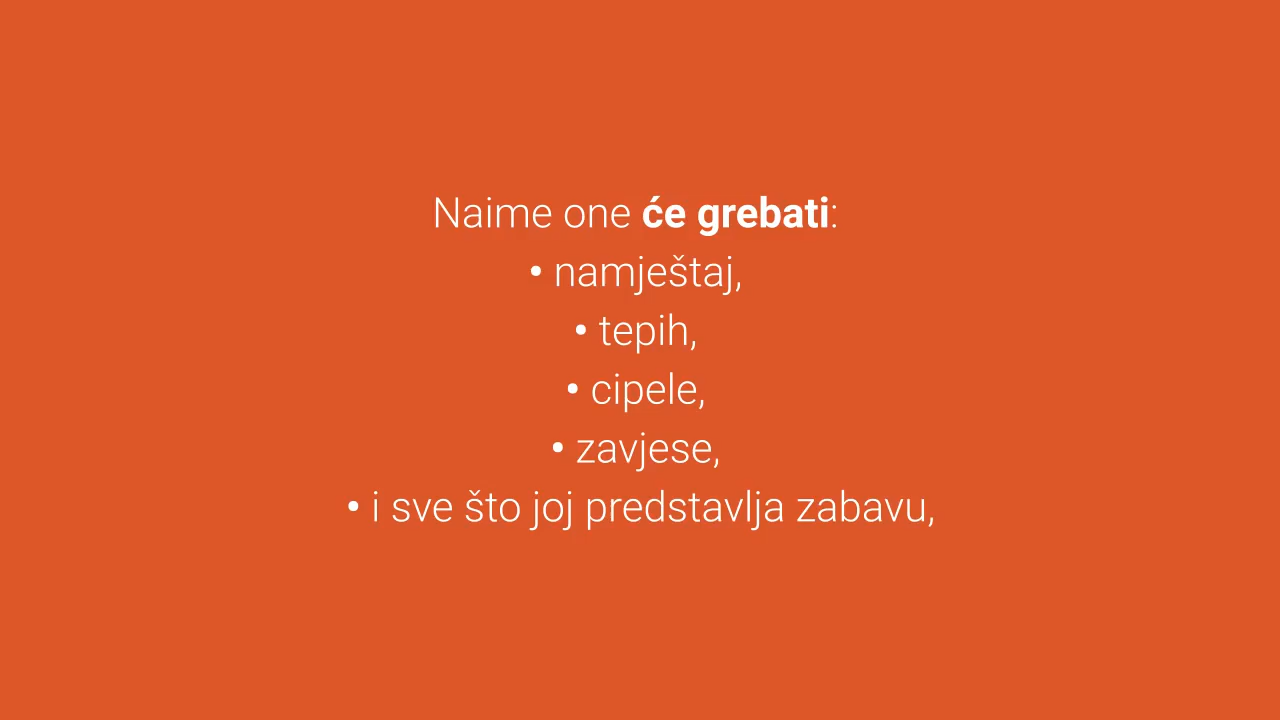 Naime one će grebati:
• namještaj,
• tepih,
• cipele,
• zavjese,
• i sve što joj predstavlja zabavu,